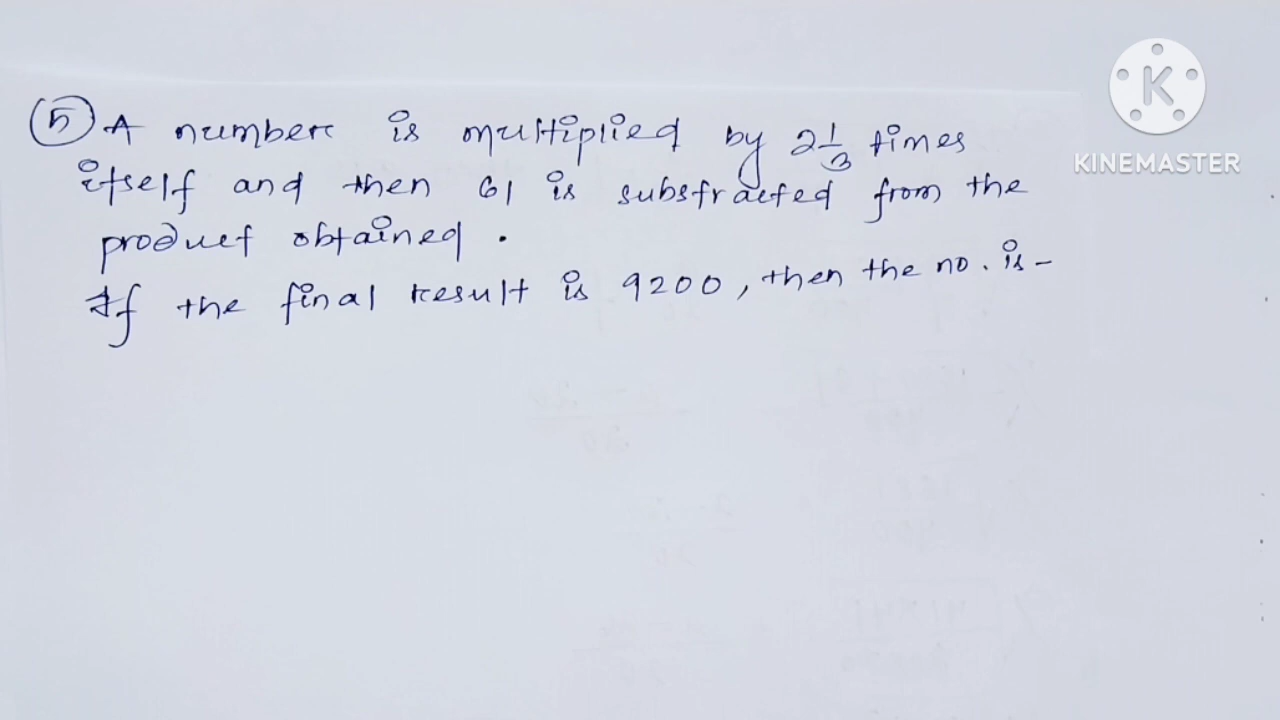 5 A number is multiplied by 2 1/3 times
itself and then 61 is substracted from the
product obtained .
If the final result is 9200, then the no. is -
K
KINEMASTER